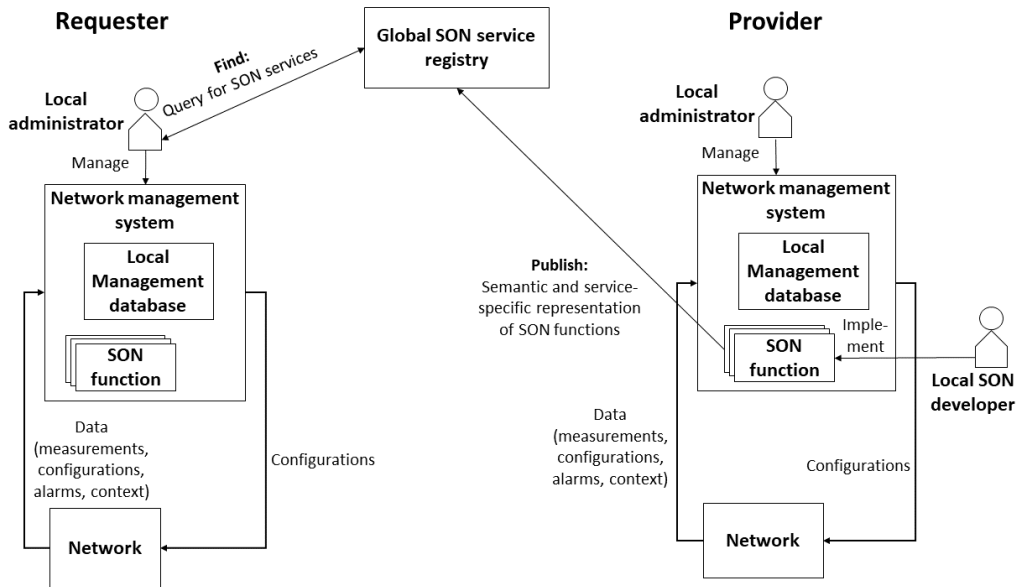 Requester
Global SON service
registry
Provider
Find:
Query for SON services
Local
administrator
Manage
Network management
system
Local
Management
database
SON
function
Data
(measurements,
configurations,
alarms, context)
Configurations
Network
Publish:
Semantic and service-
specific representation
of SON functions
Local
administrator
Manage
Network management
system
Local
Management
database
SON
function
Imple-
ment
Local SON
developer
Data
(measurements,
configurations,
alarms, context)
Configurations
Network